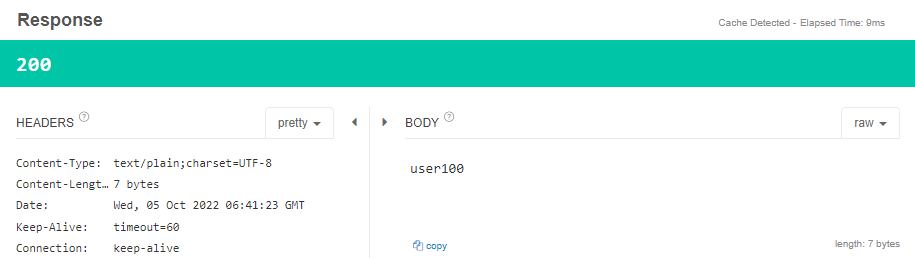 Response
Cache Detected - Elapsed Time: 9ms
200
HEADERS ? pretty
BODY ? raw
Content-Type: text/plain;charset=UTF-8
Content-Lengt… 7 bytes
Date: Wed, 05 Oct 2022 06:41:23 GMT
Keep-Alive: timeout=60
Connection: keep-alive
user100
copy
length: 7 bytes